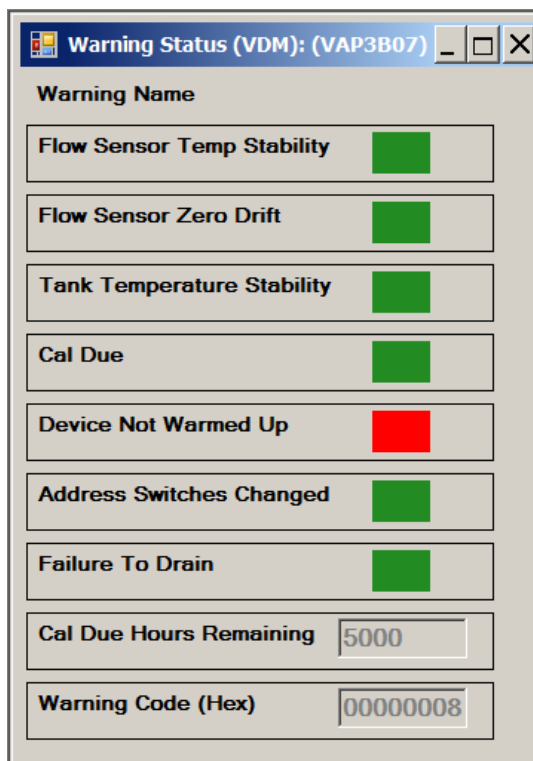 Warning Status (VDM): (VAP3B07)
Warning Name
Flow Sensor Temp Stability
Flow Sensor Zero Drift
Tank Temperature Stability
Cal Due
Device Not Warmed Up
Address Switches Changed
Failure To Drain
Cal Due Hours Remaining 5000
Warning Code (Hex) 00000008